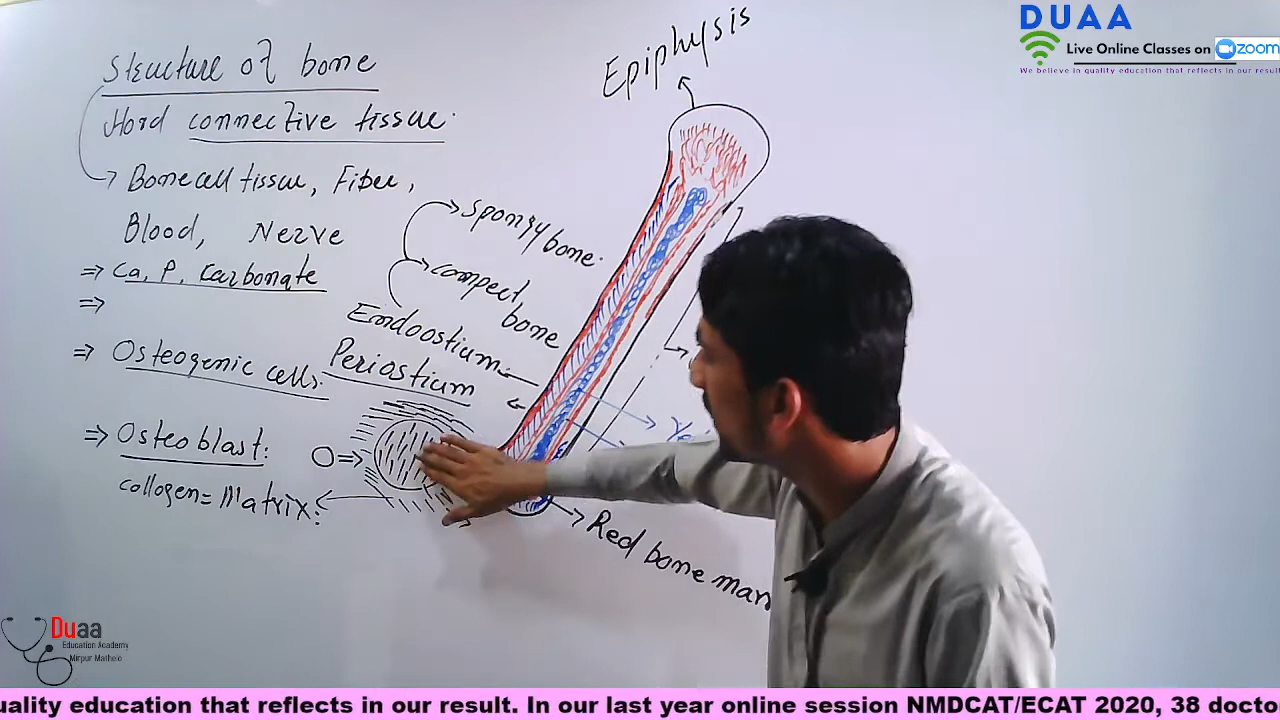 DUAA
Live Online Classes on zoom
We believe in quality education that reflects in our result
Epiphysis
Structure of bone
Hard connective tissue.
Bone cell tissue, Fiber,
Blood, Nerve
⇒ Ca, P, Karbonate
⇒
spongy bone.
compect bone
Endoostium
Periostium
⇒ Osteogenic cells.
⇒ Osteoblast:
collogen = Matrix:
O⇒
Red bone marr
Duaa
Education Academy
Mirpur Mathelo
uality education that reflects in our result. In our last year online session NMDCAT/ECAT 2020, 38 docto